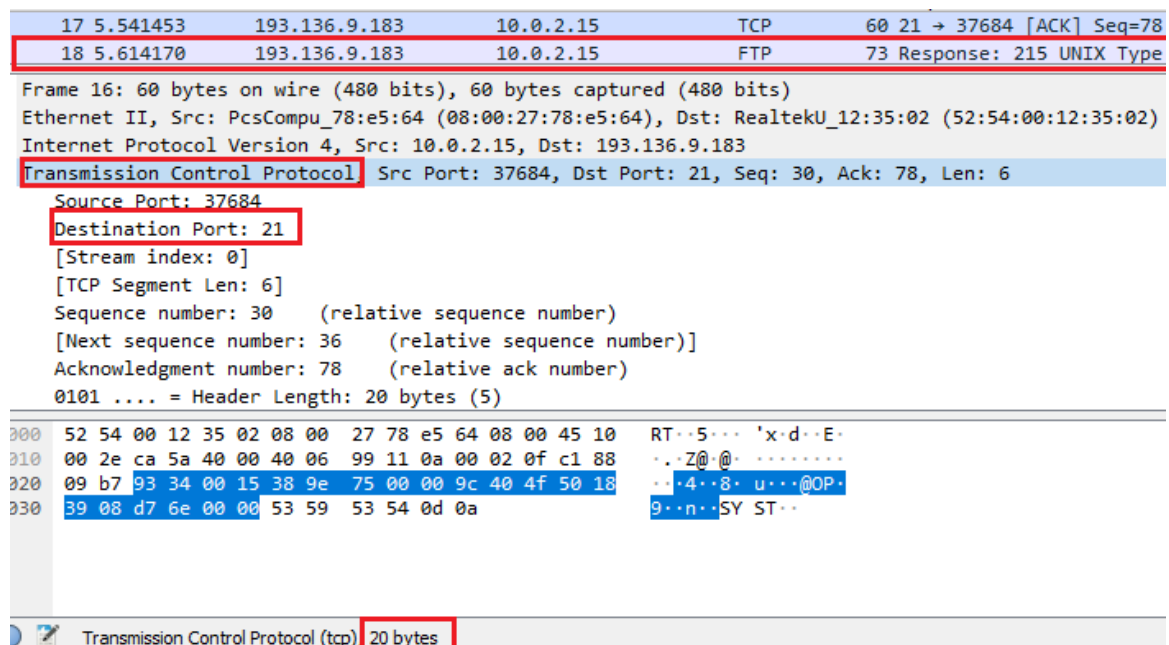 17 5.541453 193.136.9.183 10.0.2.15 TCP 60 21 → 37684 [ACK] Seq=78
18 5.614170 193.136.9.183 10.0.2.15 FTP 73 Response: 215 UNIX Type
Frame 16: 60 bytes on wire (480 bits), 60 bytes captured (480 bits)
Ethernet II, Src: PcsCompu_78:e5:64 (08:00:27:78:e5:64), Dst: RealtekU_12:35:02 (52:54:00:12:35:02)
Internet Protocol Version 4, Src: 10.0.2.15, Dst: 193.136.9.183
Transmission Control Protocol, Src Port: 37684, Dst Port: 21, Seq: 30, Ack: 78, Len: 6
Source Port: 37684
Destination Port: 21
[Stream index: 0]
[TCP Segment Len: 6]
Sequence number: 30 (relative sequence number)
[Next sequence number: 36 (relative sequence number)]
Acknowledgment number: 78 (relative ack number)
0101 .... = Header Length: 20 bytes (5)
000 52 54 00 12 35 02 08 00 27 78 e5 64 08 00 45 10 RT··5··· 'x·d··E·
010 00 2e ca 5a 40 00 40 06 99 11 0a 00 02 0f c1 88 ·.·Z@·@· ········
020 09 b7 93 34 00 15 38 9e 75 00 00 9c 40 4f 50 18 ···4··8· u···@OP·
030 39 08 d7 6e 00 00 53 59 53 54 0d 0a 9··n··SY ST··
Transmission Control Protocol (tcp) 20 bytes